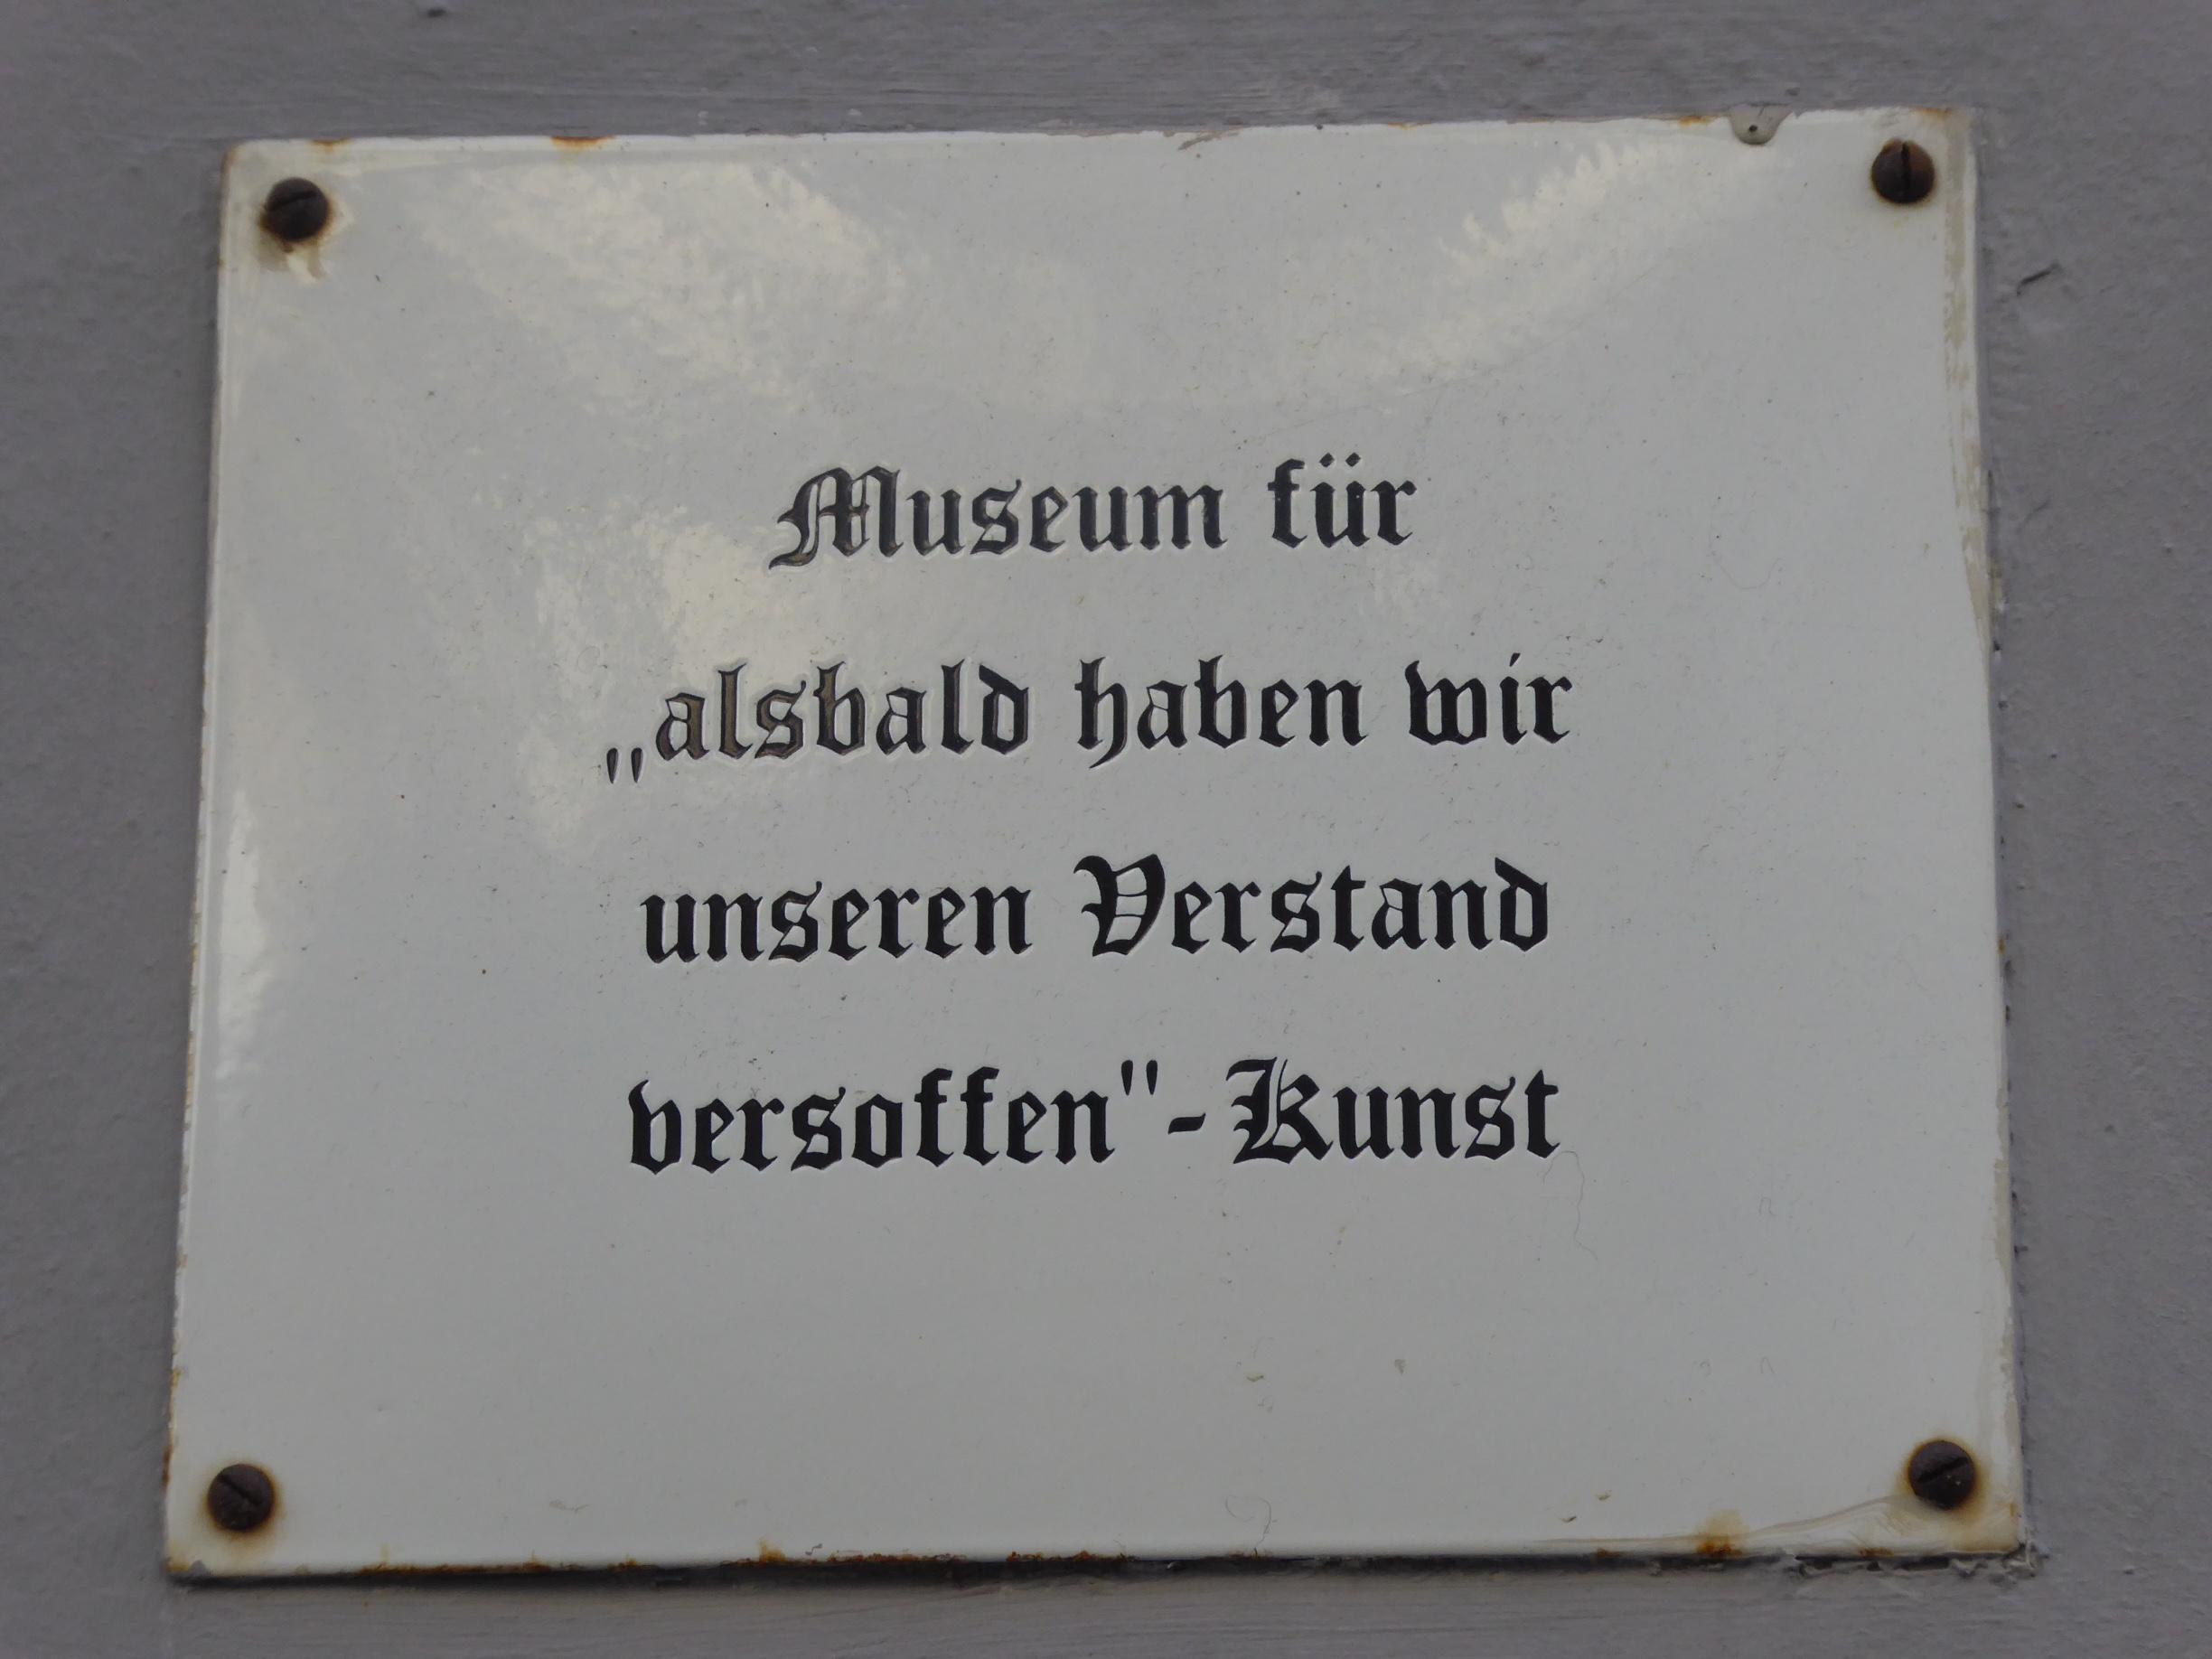 Museum für
„alsbald haben wir
unseren Verstand
versoffen"-Kunst